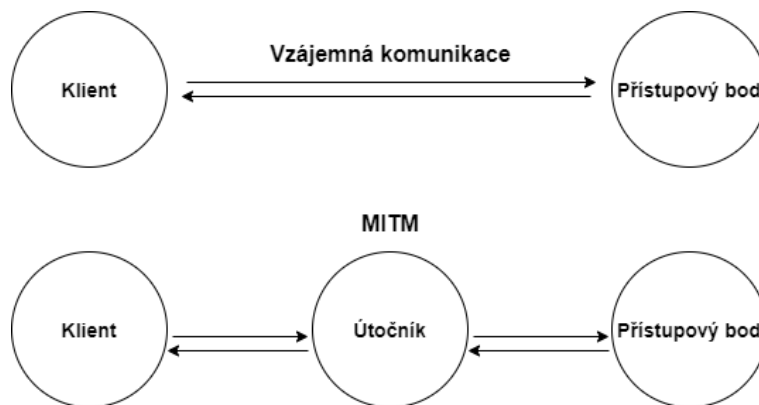 Vzájemná komunikace
Klient
Přístupový bod
MITM
Klient
Útočník
Přístupový bod